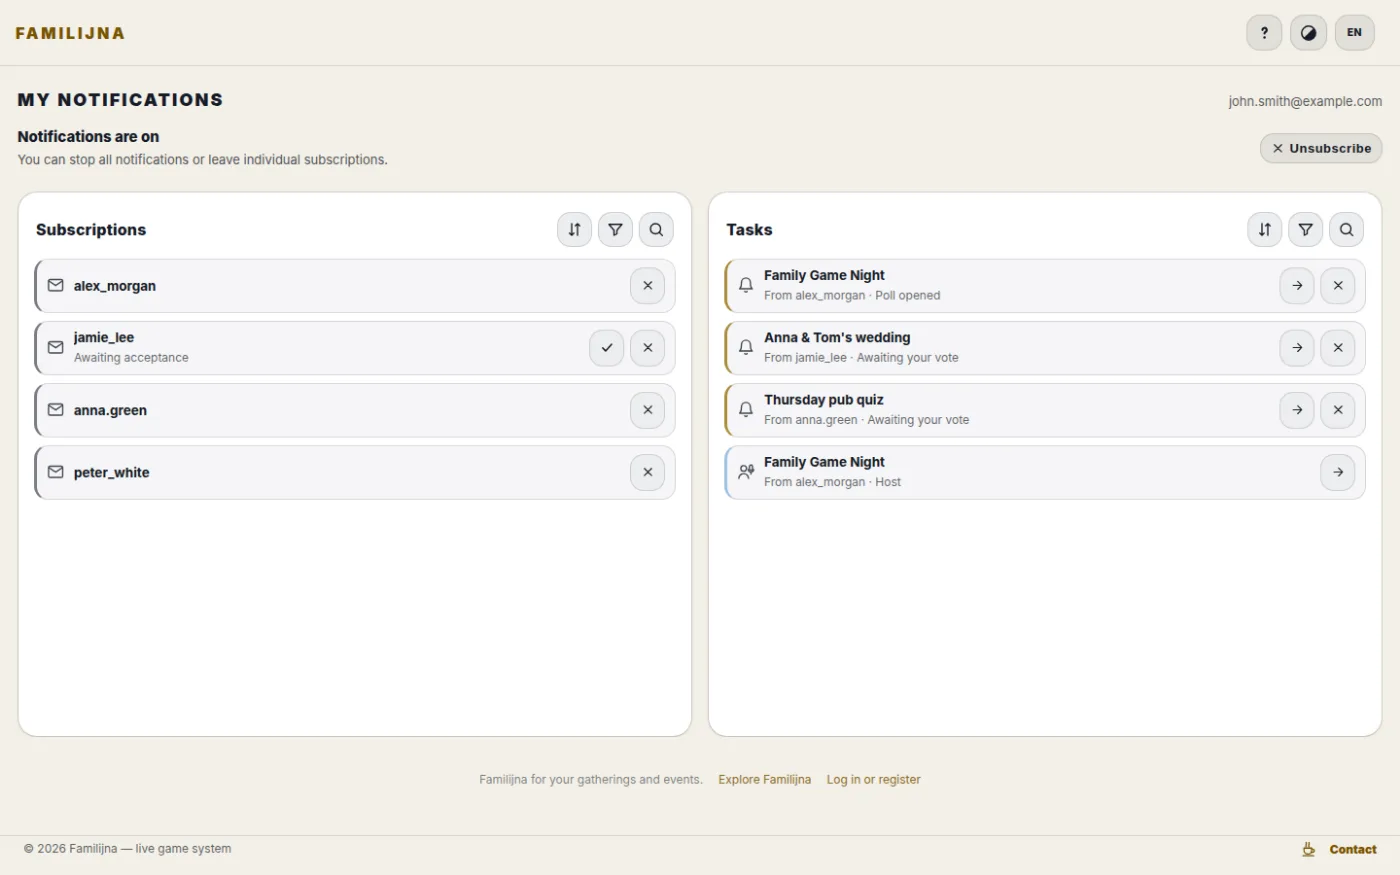 FAMILIJNA
?
EN
MY NOTIFICATIONS
john.smith@example.com
Notifications are on
You can stop all notifications or leave individual subscriptions.
Unsubscribe
Subscriptions
alex_morgan
jamie_lee
Awaiting acceptance
anna.green
peter_white
Tasks
Family Game Night
From alex_morgan · Poll opened
Anna & Tom's wedding
From jamie_lee · Awaiting your vote
Thursday pub quiz
From anna.green · Awaiting your vote
Family Game Night
From alex_morgan · Host
Familijna for your gatherings and events. Explore Familijna Log in or register
© 2026 Familijna — live game system
Contact